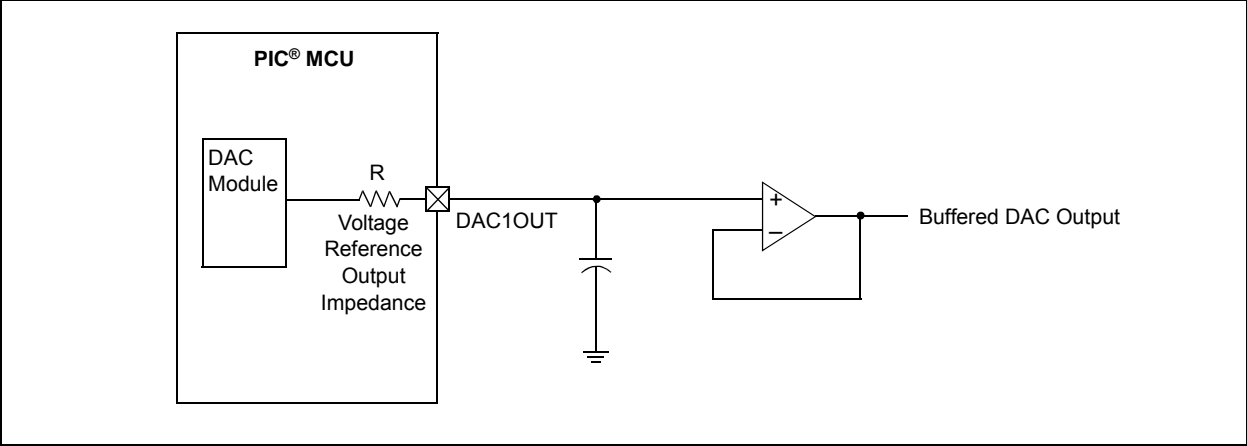 PIC® MCU
DAC
Module
R
Voltage
Reference
Output
Impedance
DAC1OUT
+
–
Buffered DAC Output